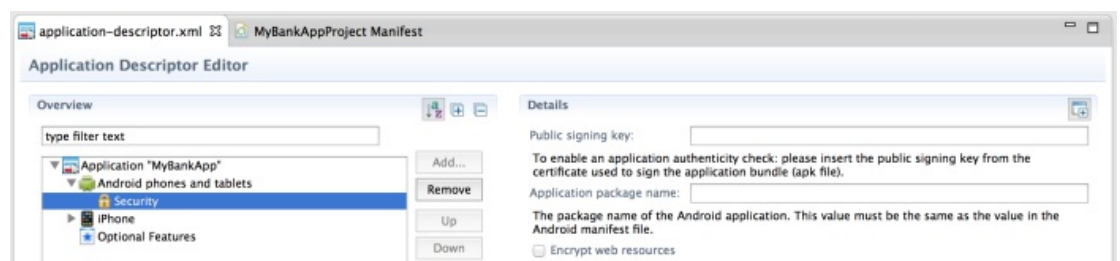 application-descriptor.xml MyBankAppProject Manifest
Application Descriptor Editor
Overview
type filter text
Application "MyBankApp"
Android phones and tablets
Security
iPhone
Optional Features
Add...
Remove
Up
Down
Details
Public signing key:
To enable an application authenticity check: please insert the public signing key from the
certificate used to sign the application bundle (apk file).
Application package name:
The package name of the Android application. This value must be the same as the value in the
Android manifest file.
Encrypt web resources